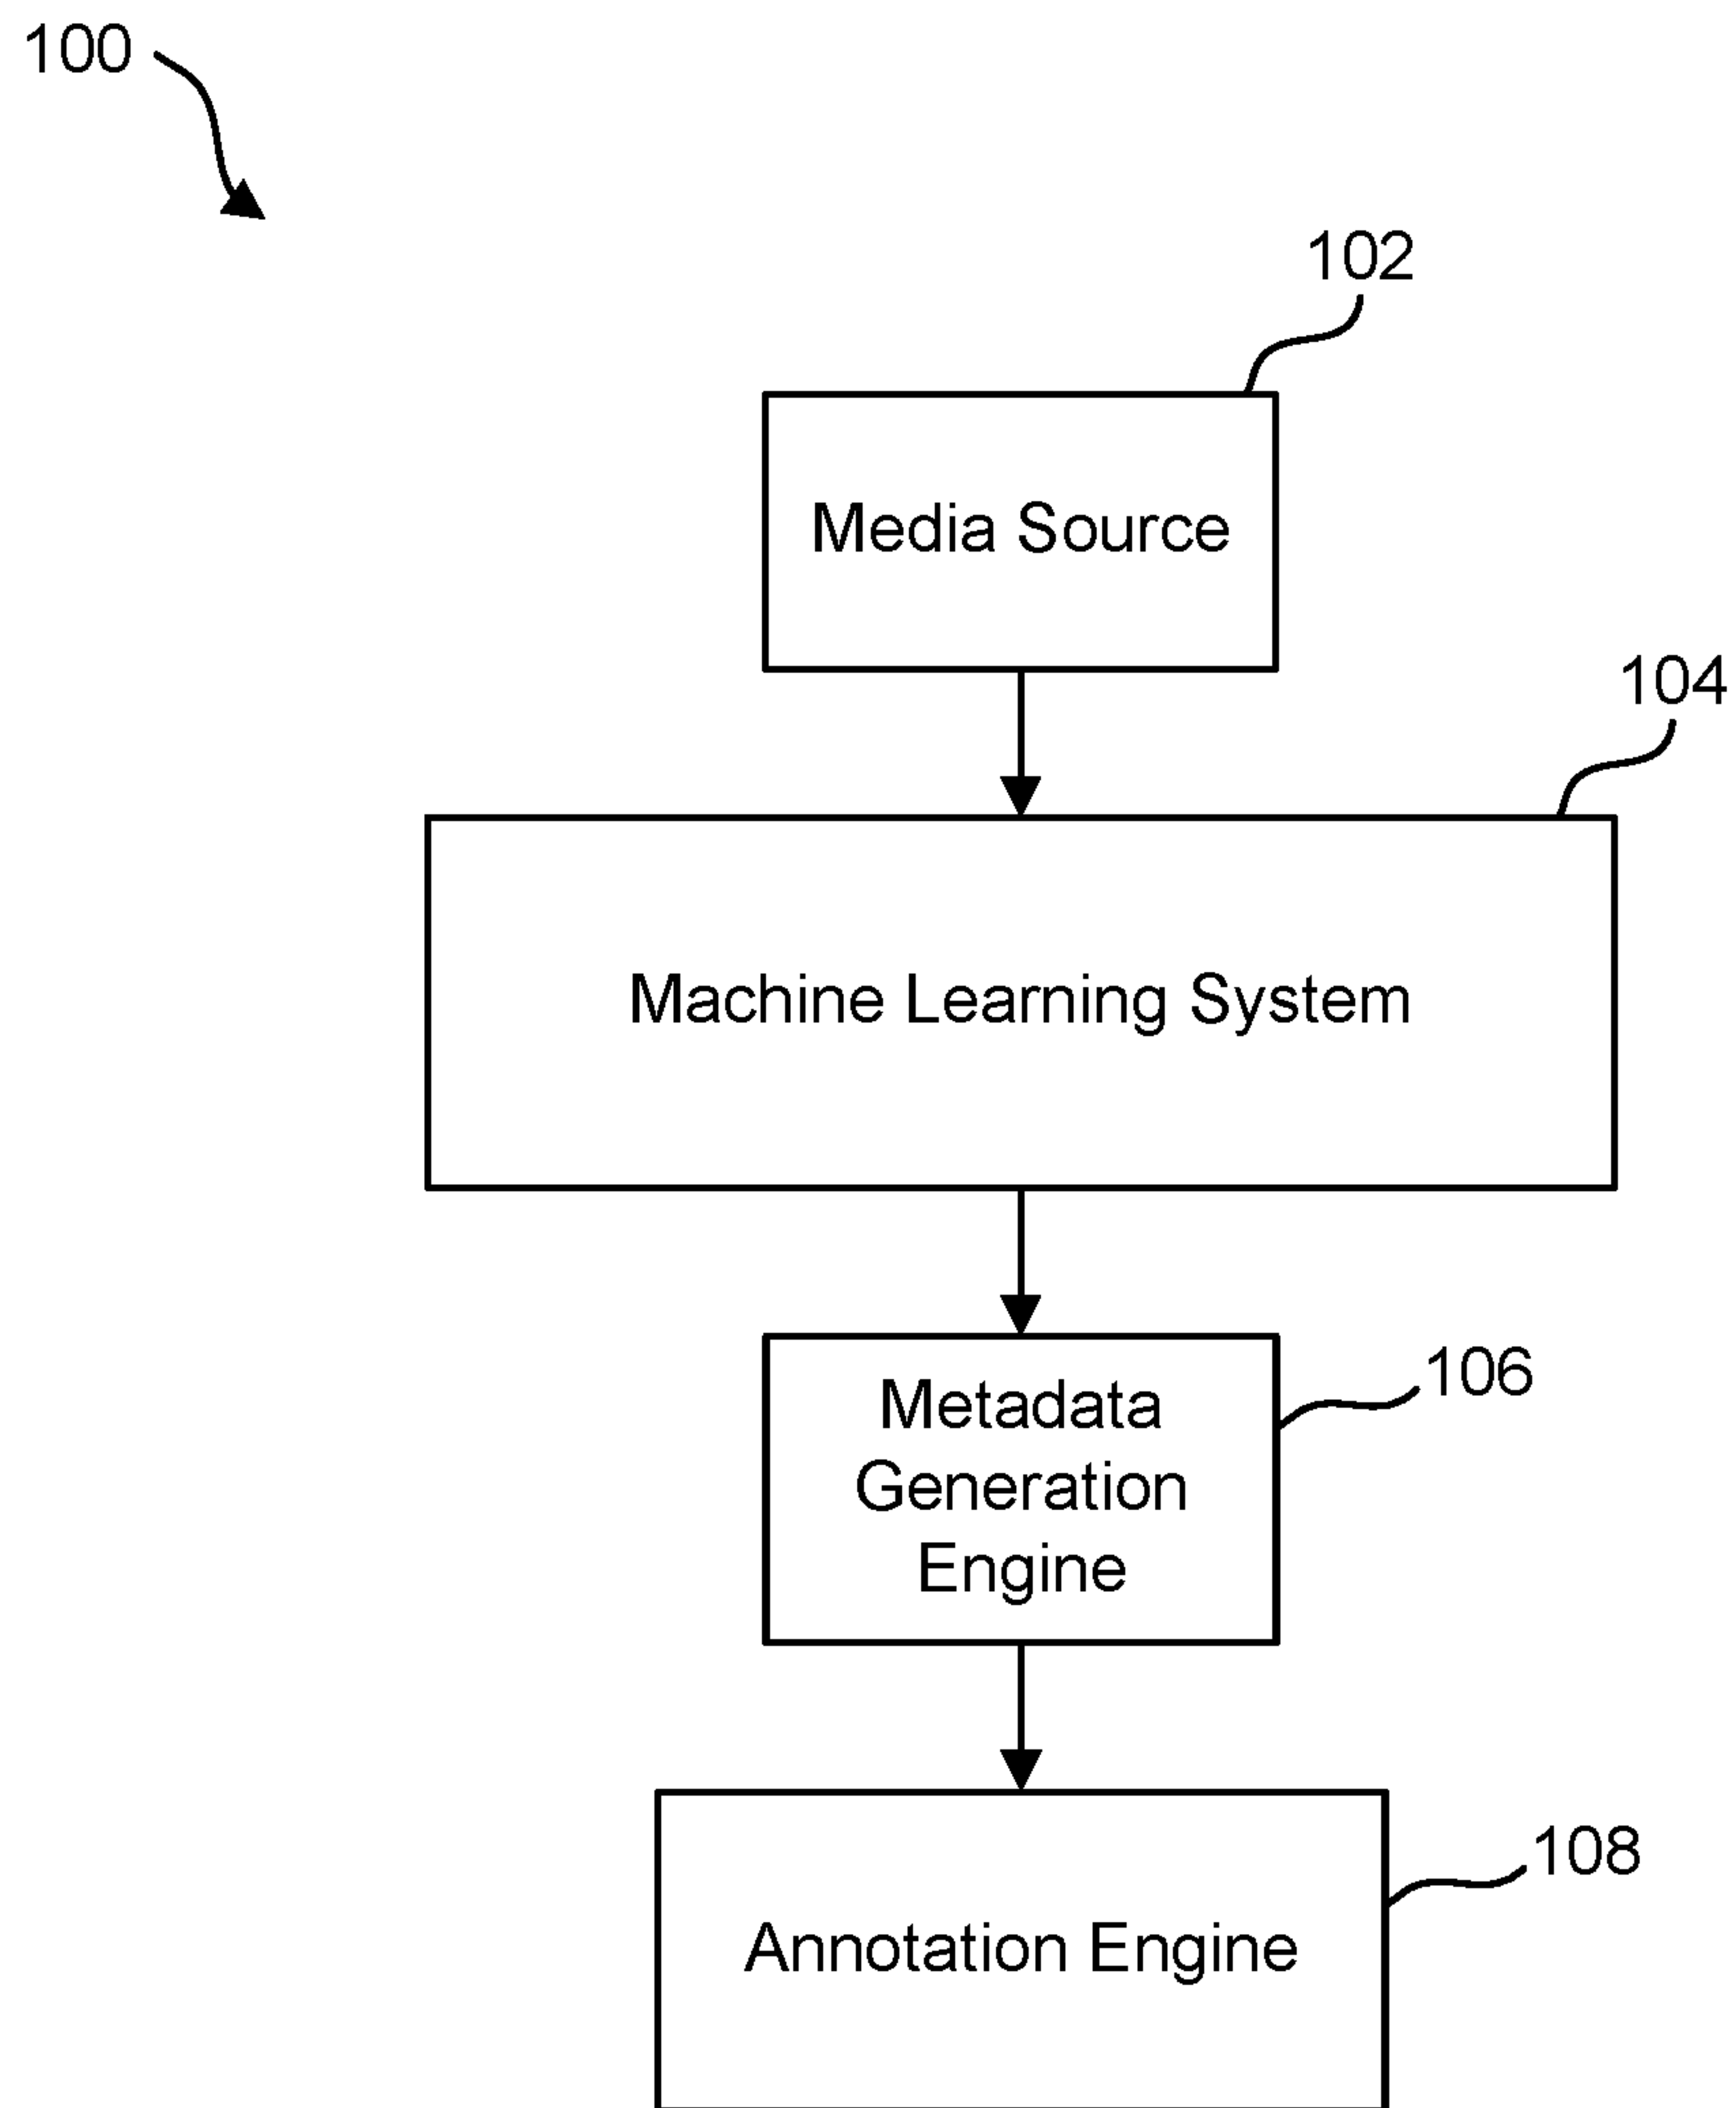 100
102
Media Source
104
Machine Learning System
Metadata
106
Generation
Engine
108
Annotation Engine